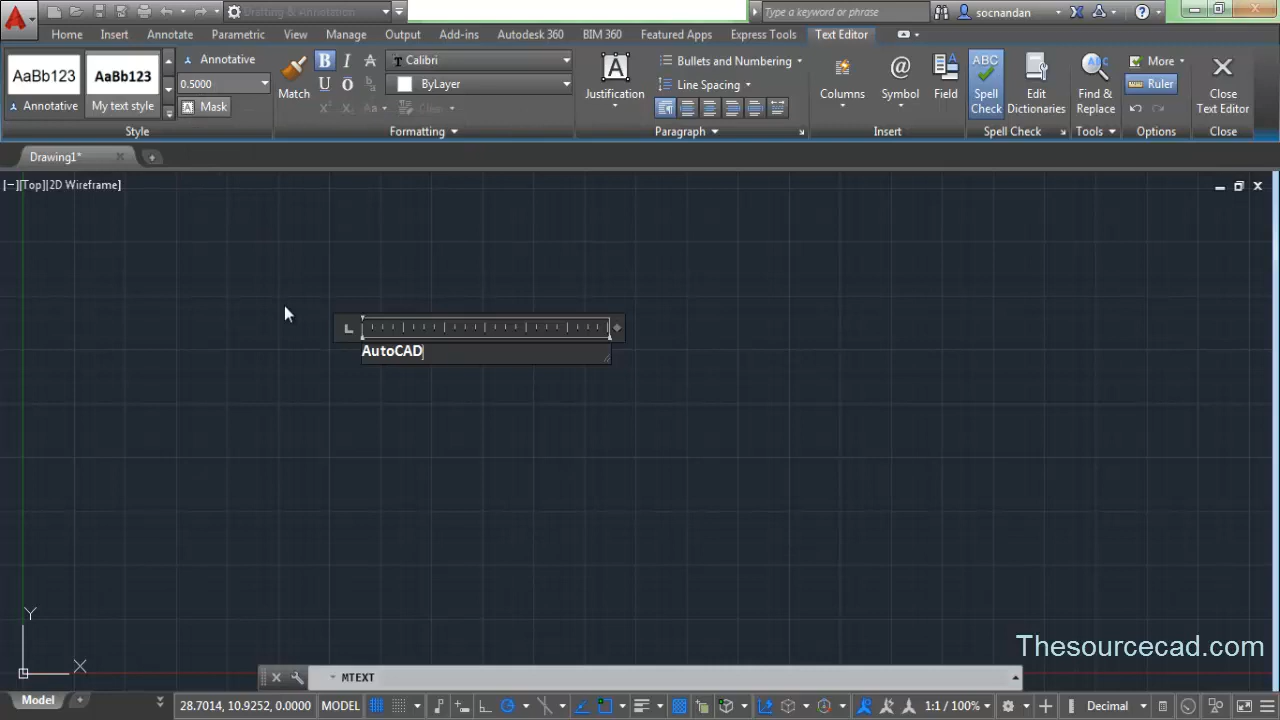 Drafting & Annotation
Type a keyword or phrase
socnandan
Home Insert Annotate Parametric View Manage Output Add-ins Autodesk 360 BIM 360 Featured Apps Express Tools Text Editor
AaBb123 AaBb123 Annotative
Annotative My text style 0.5000
Mask
Style
Match
B I A Calibri
U O ByLayer
Aa Clear
Formatting
A Justification
Bullets and Numbering
Line Spacing
Paragraph
Columns @ Symbol Field
Insert
ABC Spell Check Edit Dictionaries
Spell Check
Find & Replace
Tools
More
Ruler
Options
Close Text Editor
Close
Drawing1*
[−][Top][2D Wireframe]
L
AutoCAD
Y
X
Thesourcecad.com
MTEXT
Model
28.7014, 10.9252, 0.0000 MODEL 1:1 / 100% Decimal